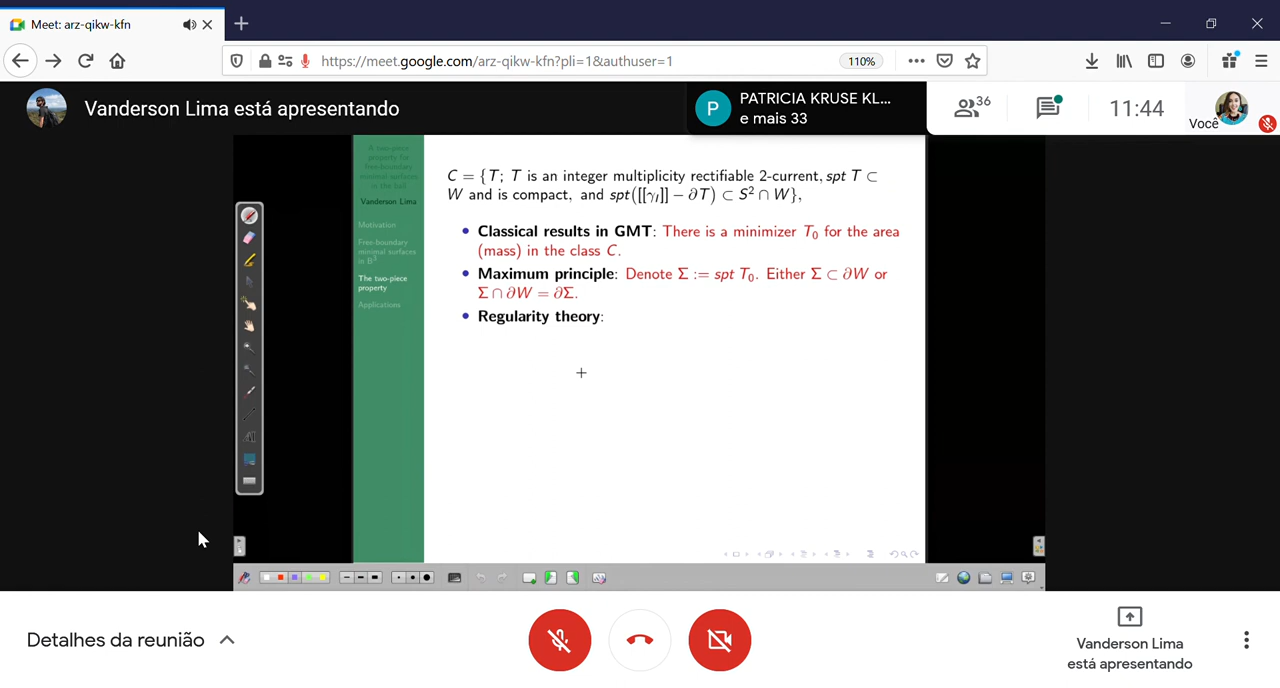 Meet: arz-qikw-kfn
https://meet.google.com/arz-qikw-kfn?pli=1&authuser=1
110%
Vanderson Lima está apresentando
P
PATRICIA KRUSE KL...
e mais 33
36
11:44
Você
A two-piece
property for
free-boundary
minimal surfaces
in the ball
Vanderson Lima
Motivation
Free-boundary
minimal surfaces
in B³
The two-piece
property
Applications
C = {T; T is an integer multiplicity rectifiable 2-current, spt T ⊂
W and is compact, and spt([[γ_I]] − ∂T) ⊂ S² ∩ W},
• Classical results in GMT: There is a minimizer T₀ for the area
(mass) in the class C.
• Maximum principle: Denote Σ := spt T₀. Either Σ ⊂ ∂W or
Σ ∩ ∂W = ∂Σ.
• Regularity theory:
Detalhes da reunião
Vanderson Lima
está apresentando